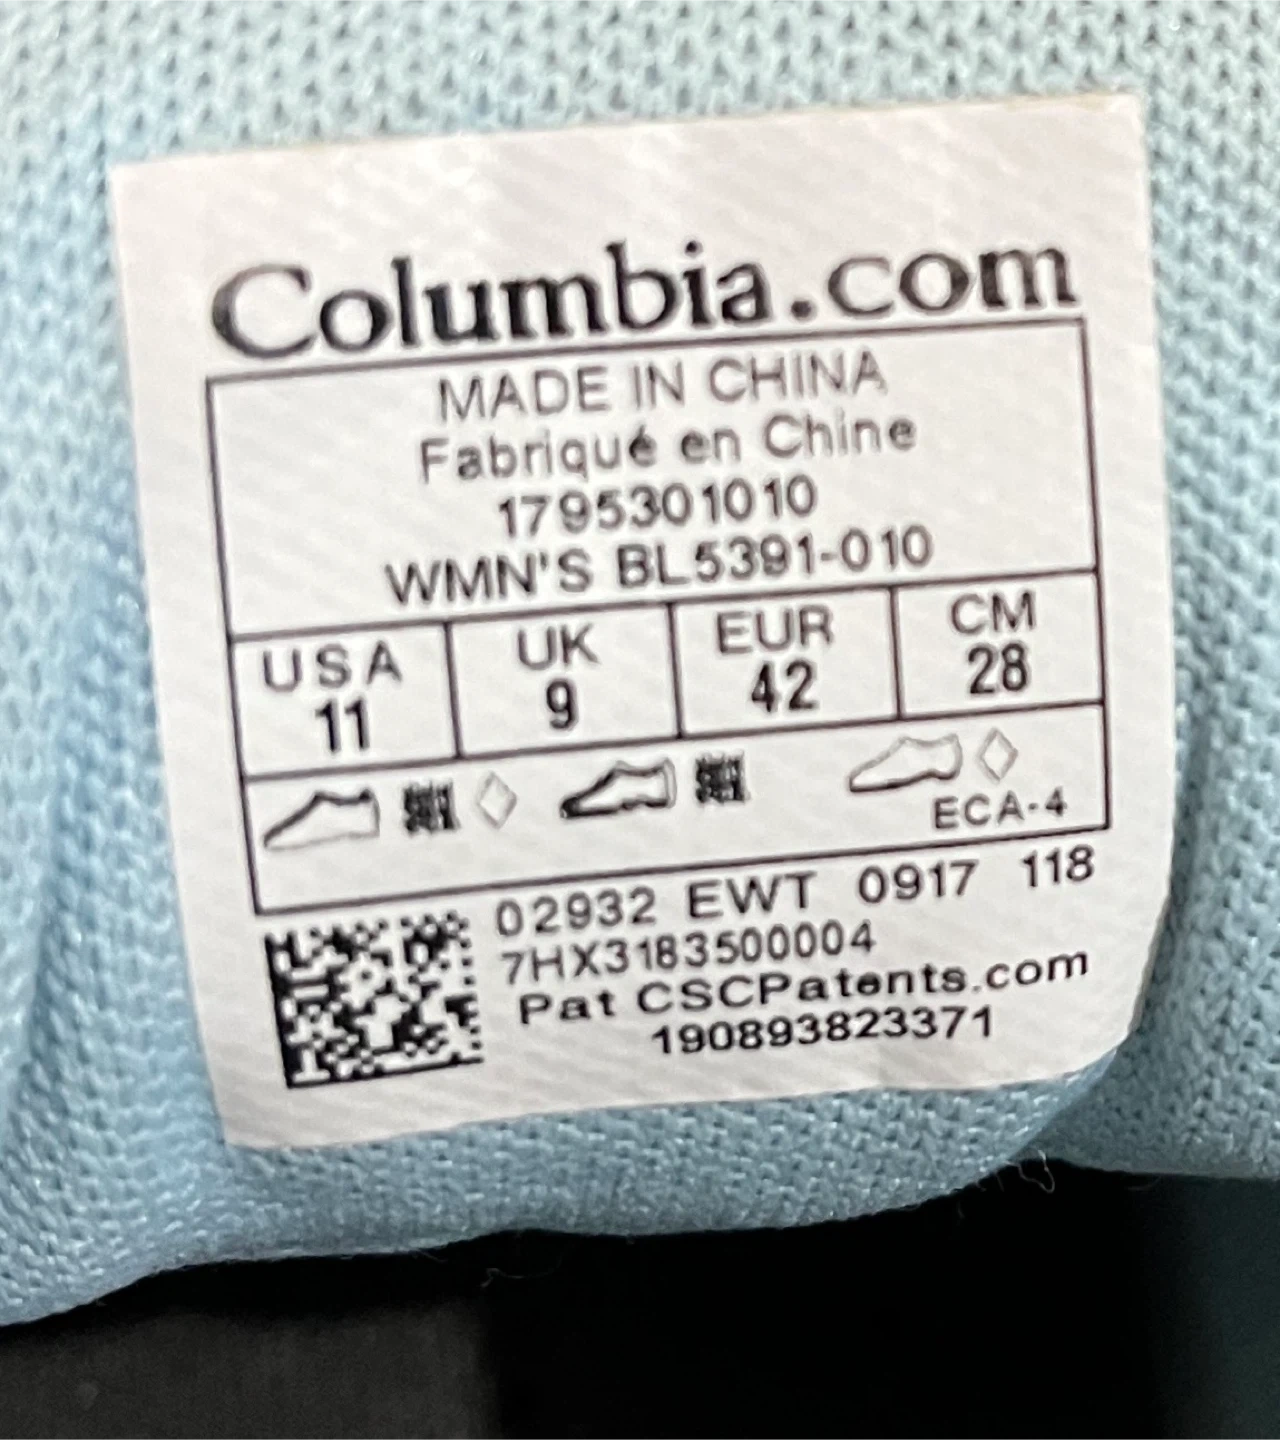 Columbia.com
MADE IN CHINA
Fabriqué en Chine
1795301010
WMN'S BL5391-010
USA UK EUR CM
11 9 42 28
ECA-4
02932 EWT 0917 118
7HX3183500004
Pat CSCPatents.com
190893823371